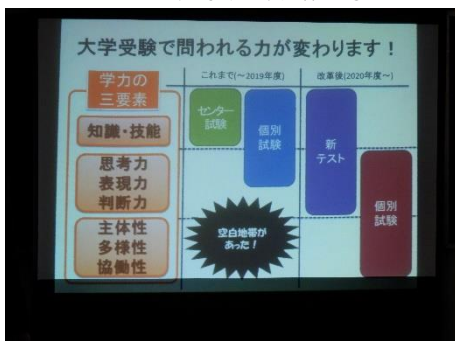 大学受験で問われる力が変わります！
学力の
三要素
これまで(～2019年度)
改革後(2020年度～)
知識・技能
思考力
表現力
判断力
主体性
多様性
協働性
センター
試験
個別
試験
空白地帯が
あった！
新
テスト
個別
試験